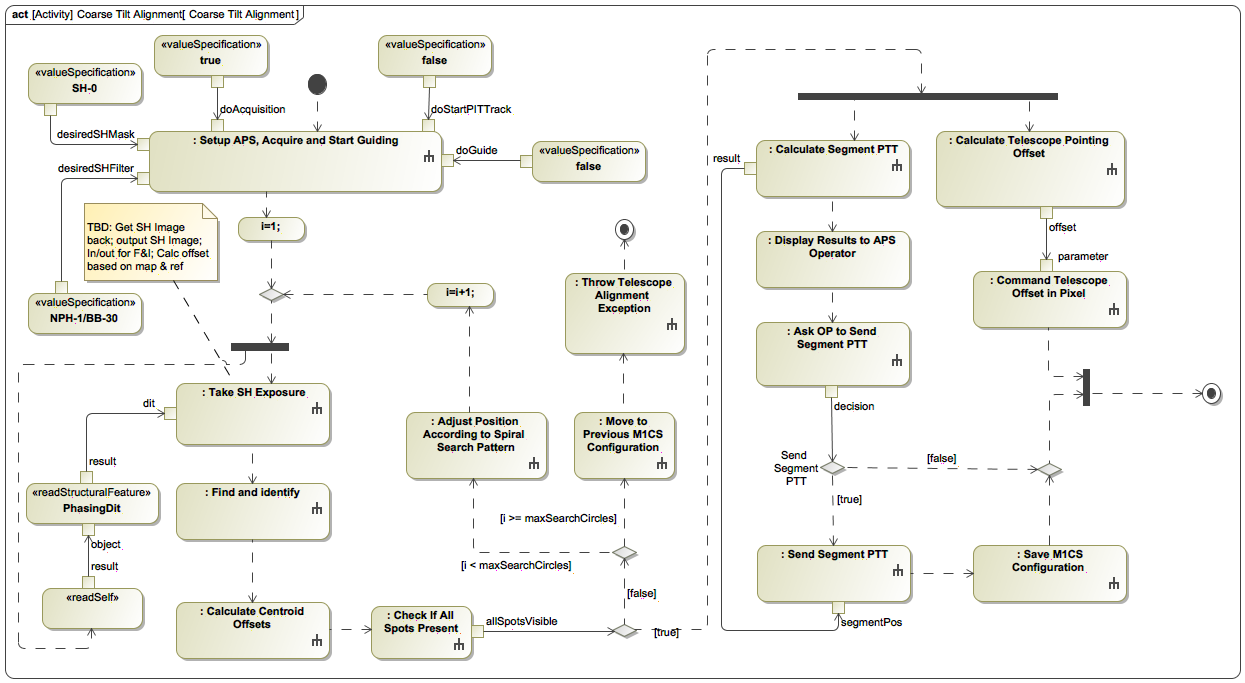 act [Activity] Coarse Tilt Alignment[ Coarse Tilt Alignment]
«valueSpecification»
true
«valueSpecification»
false
«valueSpecification»
SH-0
doAcquisition
doStartPITTrack
desiredSHMask
: Setup APS, Acquire and Start Guiding
doGuide
«valueSpecification»
false
desiredSHFilter
TBD: Get SH Image
back; output SH Image;
In/out for F&I; Calc offset
based on map & ref
i=1;
«valueSpecification»
NPH-1/BB-30
i=i+1;
: Throw Telescope
Alignment
Exception
: Take SH Exposure
dit
result
«readStructuralFeature»
PhasingDit
object
result
«readSelf»
: Find and identify
: Calculate Centroid
Offsets
: Check If All
Spots Present
allSpotsVisible
: Adjust Position
According to Spiral
Search Pattern
: Move to
Previous M1CS
Configuration
[i >= maxSearchCircles]
[i < maxSearchCircles]
[false]
[true]
result
: Calculate Segment PTT
: Calculate Telescope Pointing
Offset
offset
parameter
: Display Results to APS
Operator
: Command Telescope
Offset in Pixel
: Ask OP to Send
Segment PTT
decision
Send
Segment
PTT
[false]
[true]
: Send Segment PTT
: Save M1CS
Configuration
segmentPos